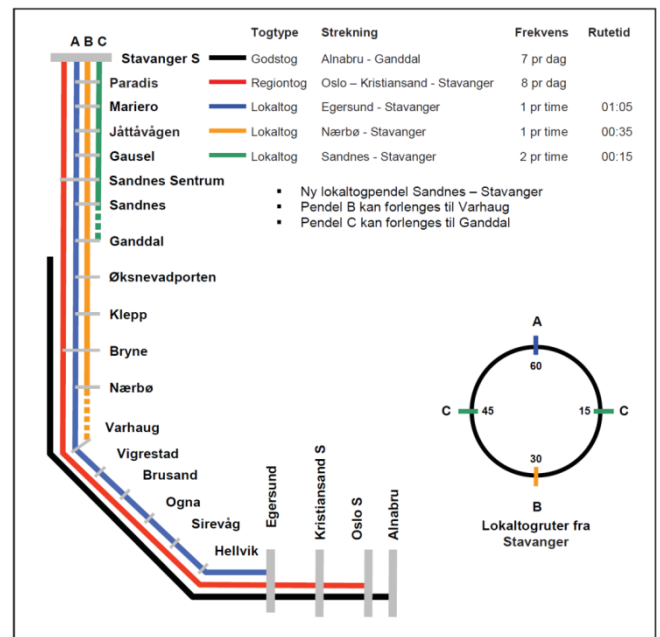 A B C
Togtype Strekning Frekvens Rutetid
Stavanger S Godstog Alnabru - Ganddal 7 pr dag
Paradis Regiontog Oslo – Kristiansand - Stavanger 8 pr dag
Mariero Lokaltog Egersund - Stavanger 1 pr time 01:05
Jåttåvågen Lokaltog Nærbø - Stavanger 1 pr time 00:35
Gausel Lokaltog Sandnes - Stavanger 2 pr time 00:15
Sandnes Sentrum
Sandnes
Ganddal
▪ Ny lokaltogpendel Sandnes – Stavanger
▪ Pendel B kan forlenges til Varhaug
▪ Pendel C kan forlenges til Ganddal
Øksnevadporten
Klepp
Bryne
Nærbø
Varhaug
Vigrestad
Brusand
Ogna
Sirevåg
Hellvik
Egersund
Kristiansand S
Oslo S
Alnabru
A
60
C 45 15 C
30
B
Lokaltogruter fra
Stavanger